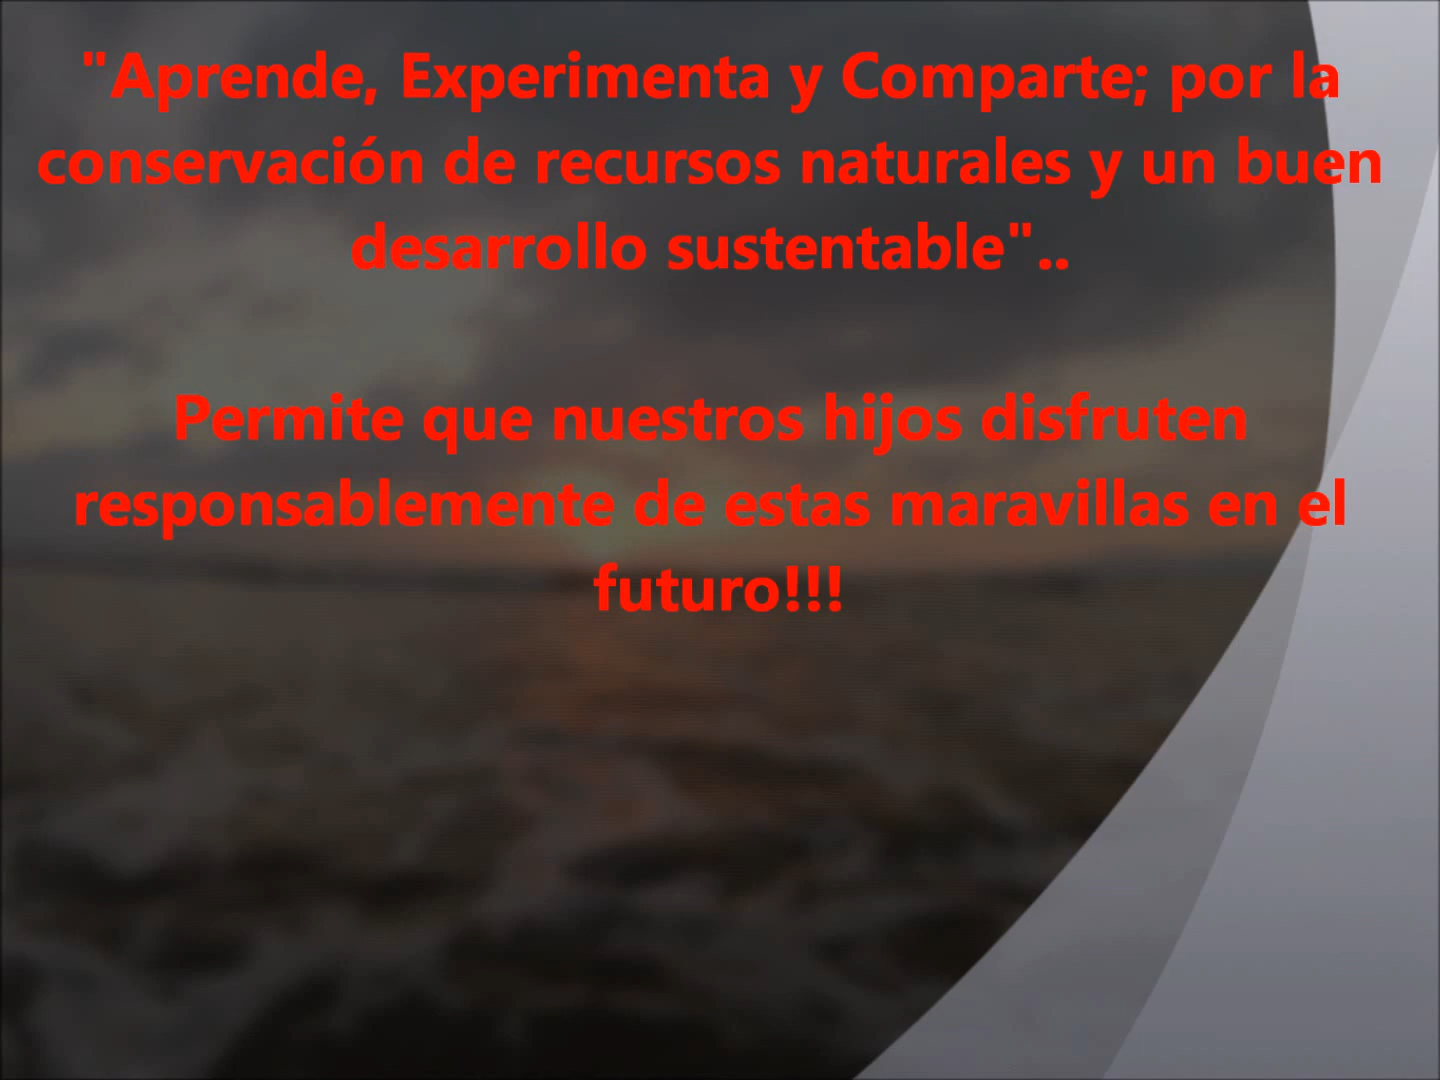 "Aprende, Experimenta y Comparte; por la
conservación de recursos naturales y un buen
desarrollo sustentable"..
Permite que nuestros hijos disfruten
responsablemente de estas maravillas en el
futuro!!!